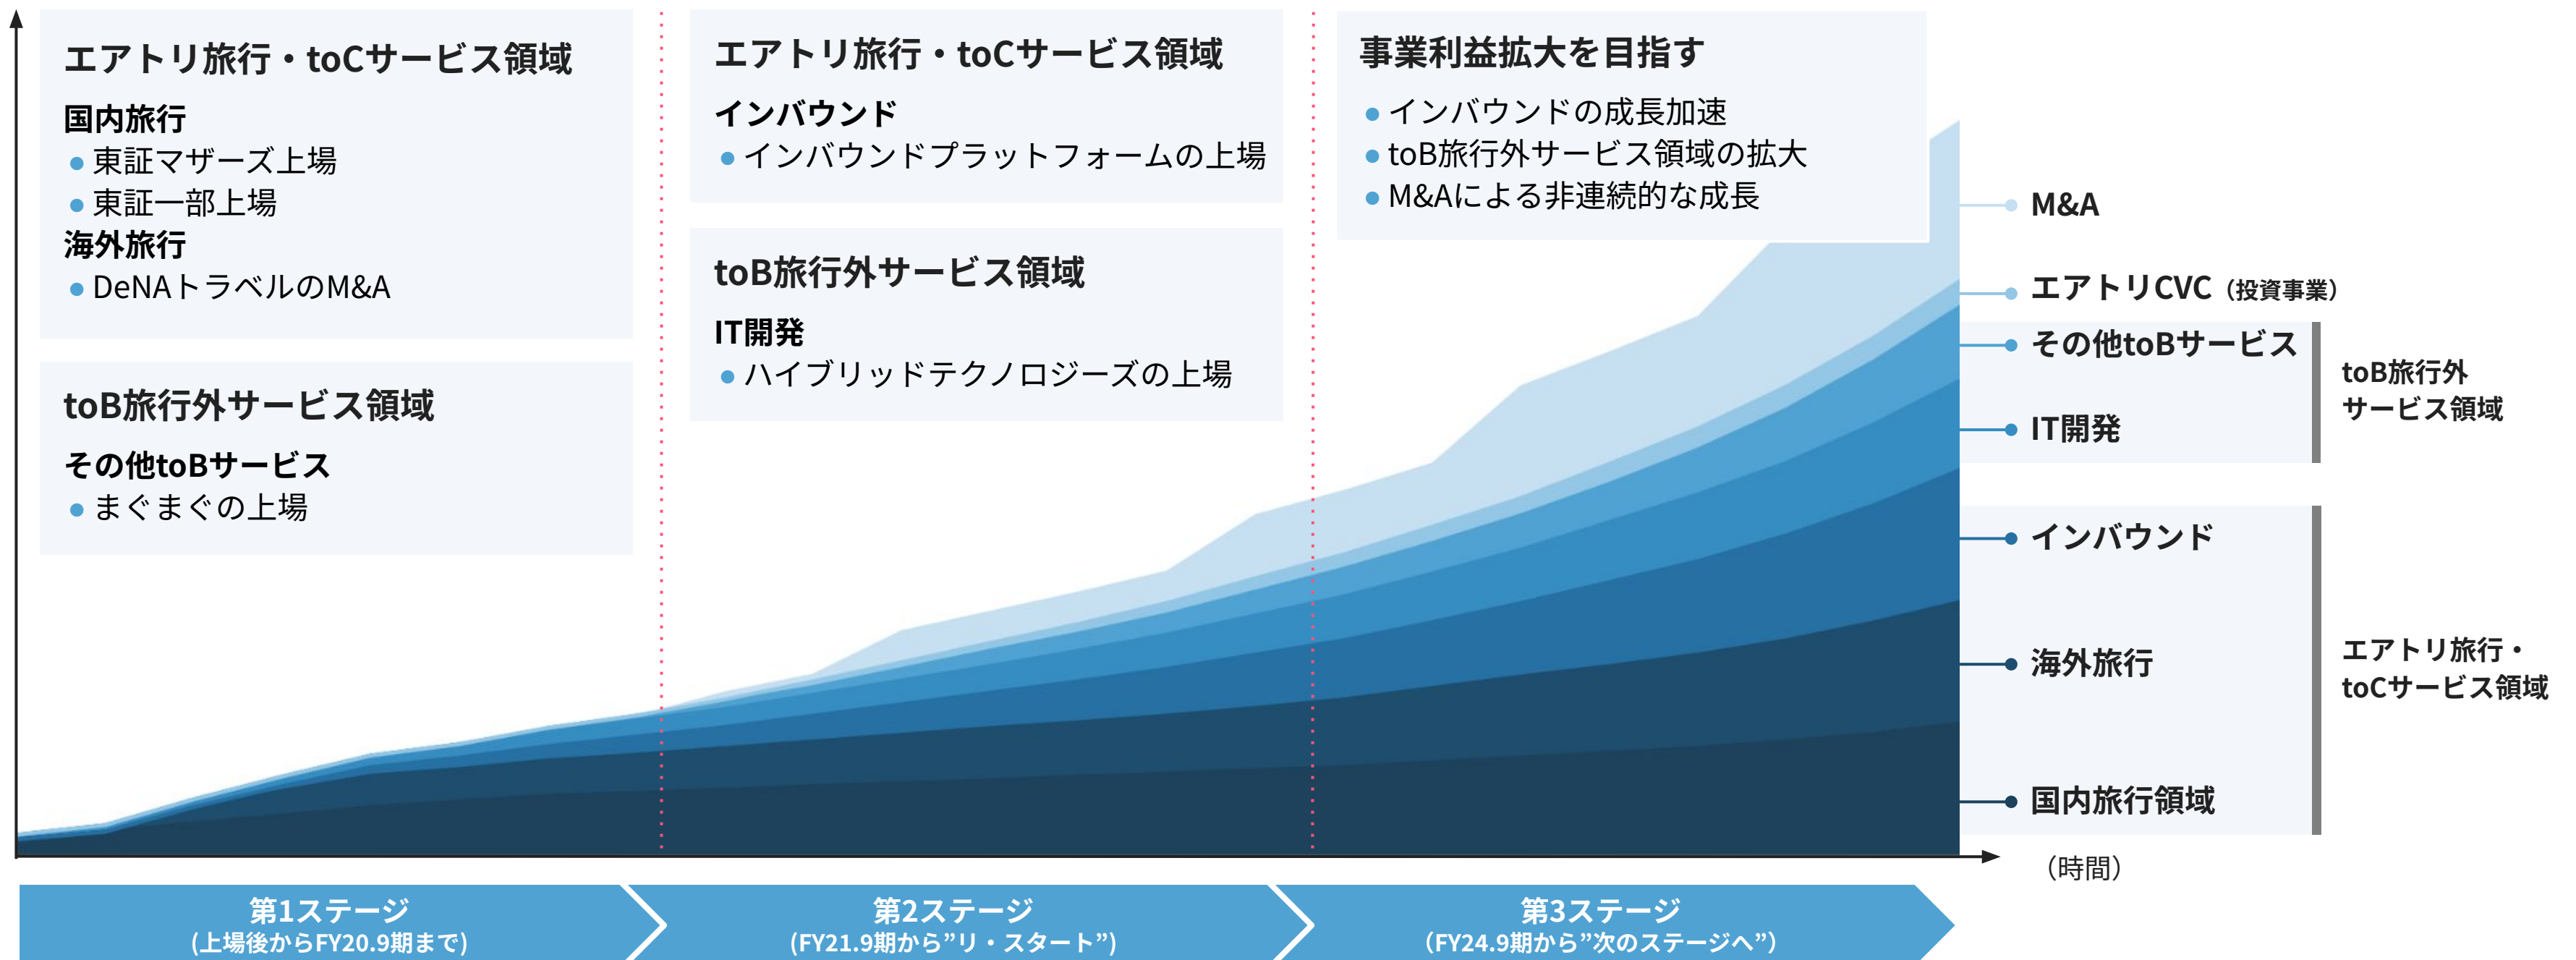 エアトリ旅行・toCサービス領域
国内旅行
東証マザーズ上場
東証一部上場
海外旅行
DeNAトラベルのM&A
toB旅行外サービス領域
その他toBサービス
まぐまぐの上場
エアトリ旅行・toCサービス領域
インバウンド
インバウンドプラットフォームの上場
toB旅行外サービス領域
IT開発
ハイブリッドテクノロジーズの上場
事業利益拡大を目指す
インバウンドの成長加速
toB旅行外サービス領域の拡大
M&Aによる非連続的な成長
M&A
エアトリCVC（投資事業）
その他toBサービス
IT開発
toB旅行外
サービス領域
インバウンド
海外旅行
国内旅行領域
エアトリ旅行・
toCサービス領域
（時間）
第1ステージ
(上場後からFY20.9期まで)
第2ステージ
(FY21.9期から”リ・スタート”)
第3ステージ
（FY24.9期から”次のステージへ”）